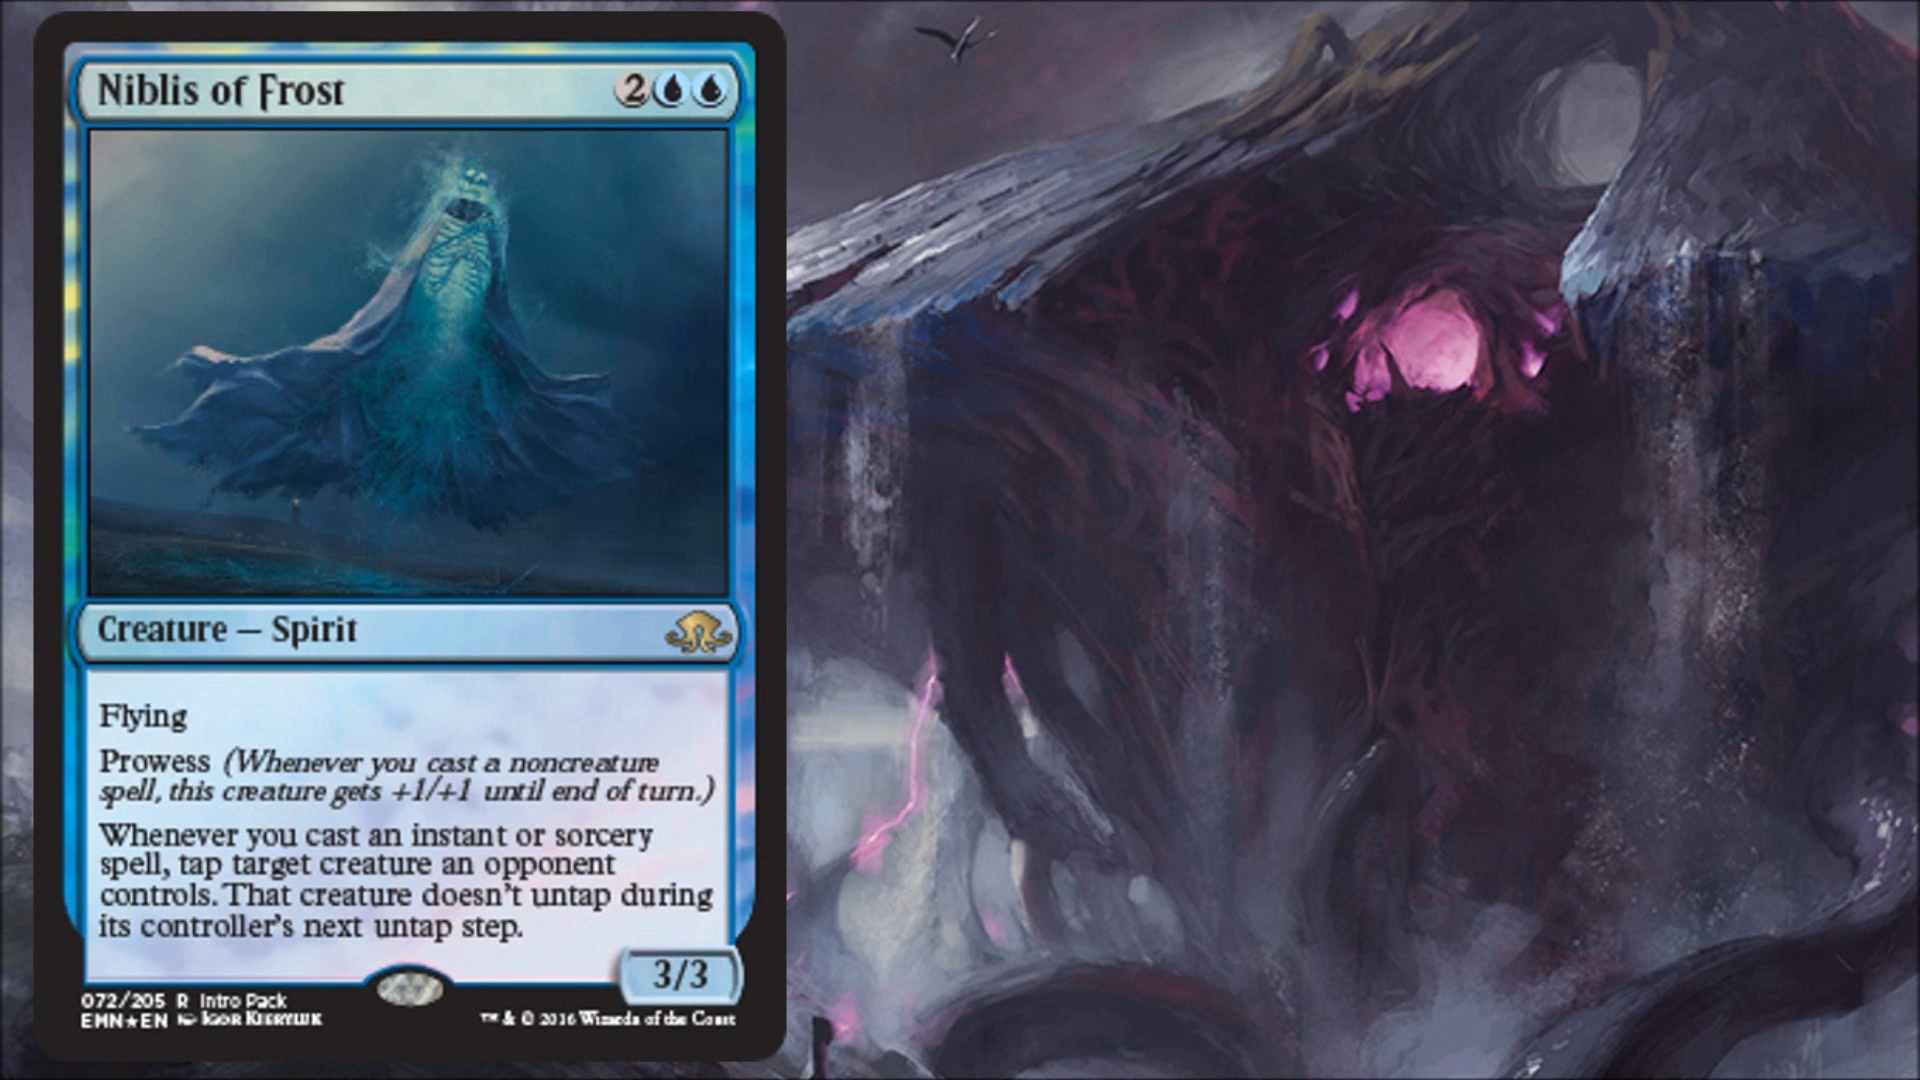 Niblis of Frost 2
Creature — Spirit
Flying
Prowess (Whenever you cast a noncreature
spell, this creature gets +1/+1 until end of turn.)
Whenever you cast an instant or sorcery
spell, tap target creature an opponent
controls. That creature doesn't untap during
its controller's next untap step.
3/3
072/205 R Intro Pack
EMN★EN Igor Kieryluk ™ & © 2016 Wizards of the Coast